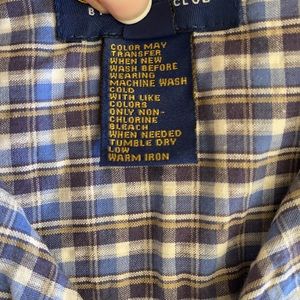 CLUB
COLOR MAY
TRANSFER
WHEN NEW
WASH BEFORE
WEARING
MACHINE WASH
COLD
WITH LIKE
COLORS
ONLY NON-
CHLORINE
BLEACH
WHEN NEEDED
TUMBLE DRY
LOW
WARM IRON